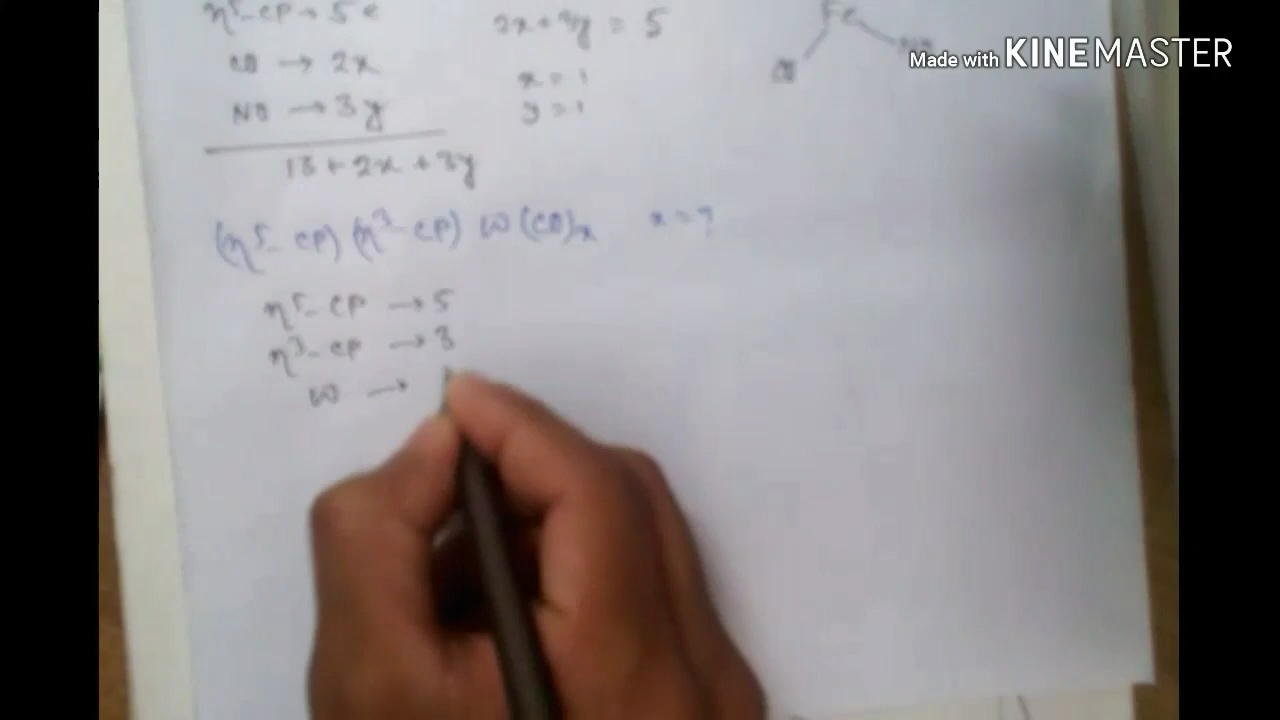 η⁵-CP → 5 e
CO → 2x
NO → 3y
13 + 2x + 3y
2x + 3y = 5
x = 1
y = 1
Fe
CO
Made with KINEMASTER
(η⁵- CP) (η³- CP) W (CO)x x = ?
η⁵- CP → 5
η³- CP → 3
W →